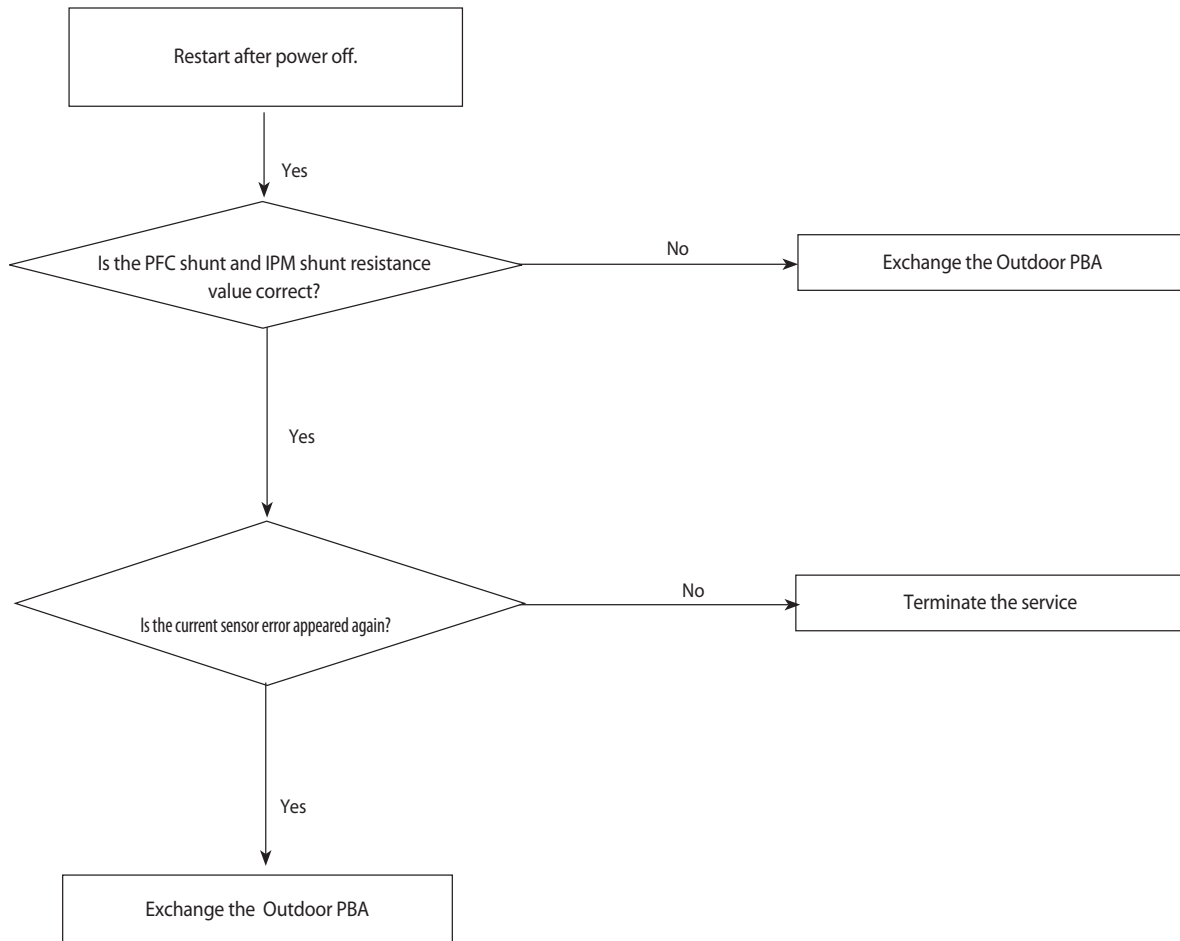 Restart after power off.
Yes
Is the PFC shunt and IPM shunt resistance
value correct?
No
Exchange the Outdoor PBA
Yes
Is the current sensor error appeared again?
No
Terminate the service
Yes
Exchange the  Outdoor PBA